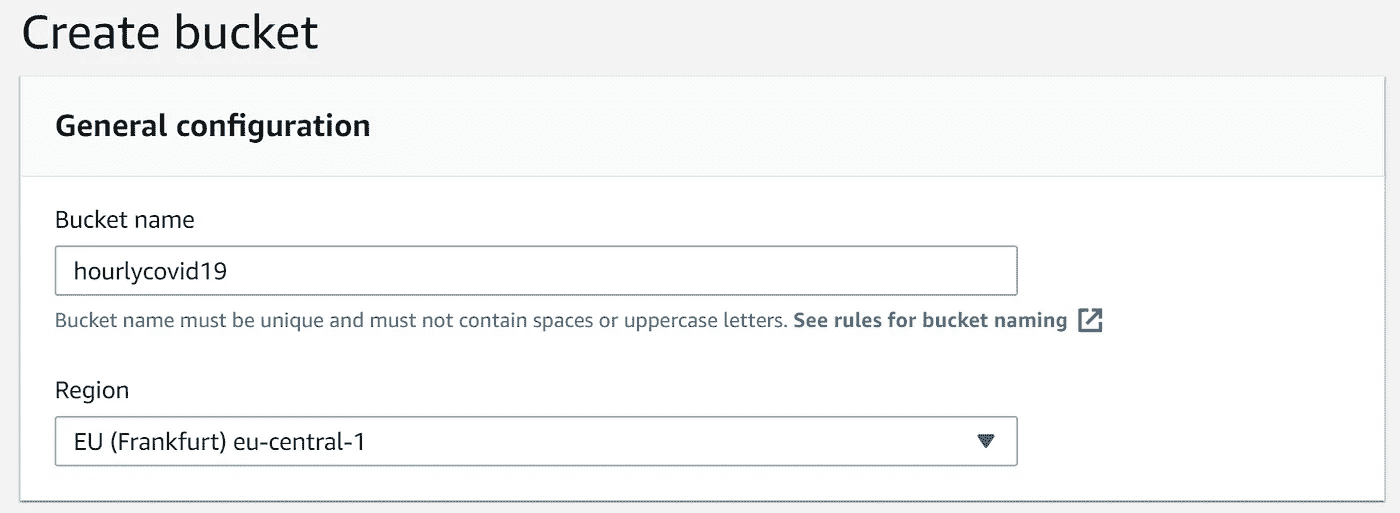 Create bucket
General configuration
Bucket name
hourlycovid19
Bucket name must be unique and must not contain spaces or uppercase letters. See rules for bucket naming
Region
EU (Frankfurt) eu-central-1